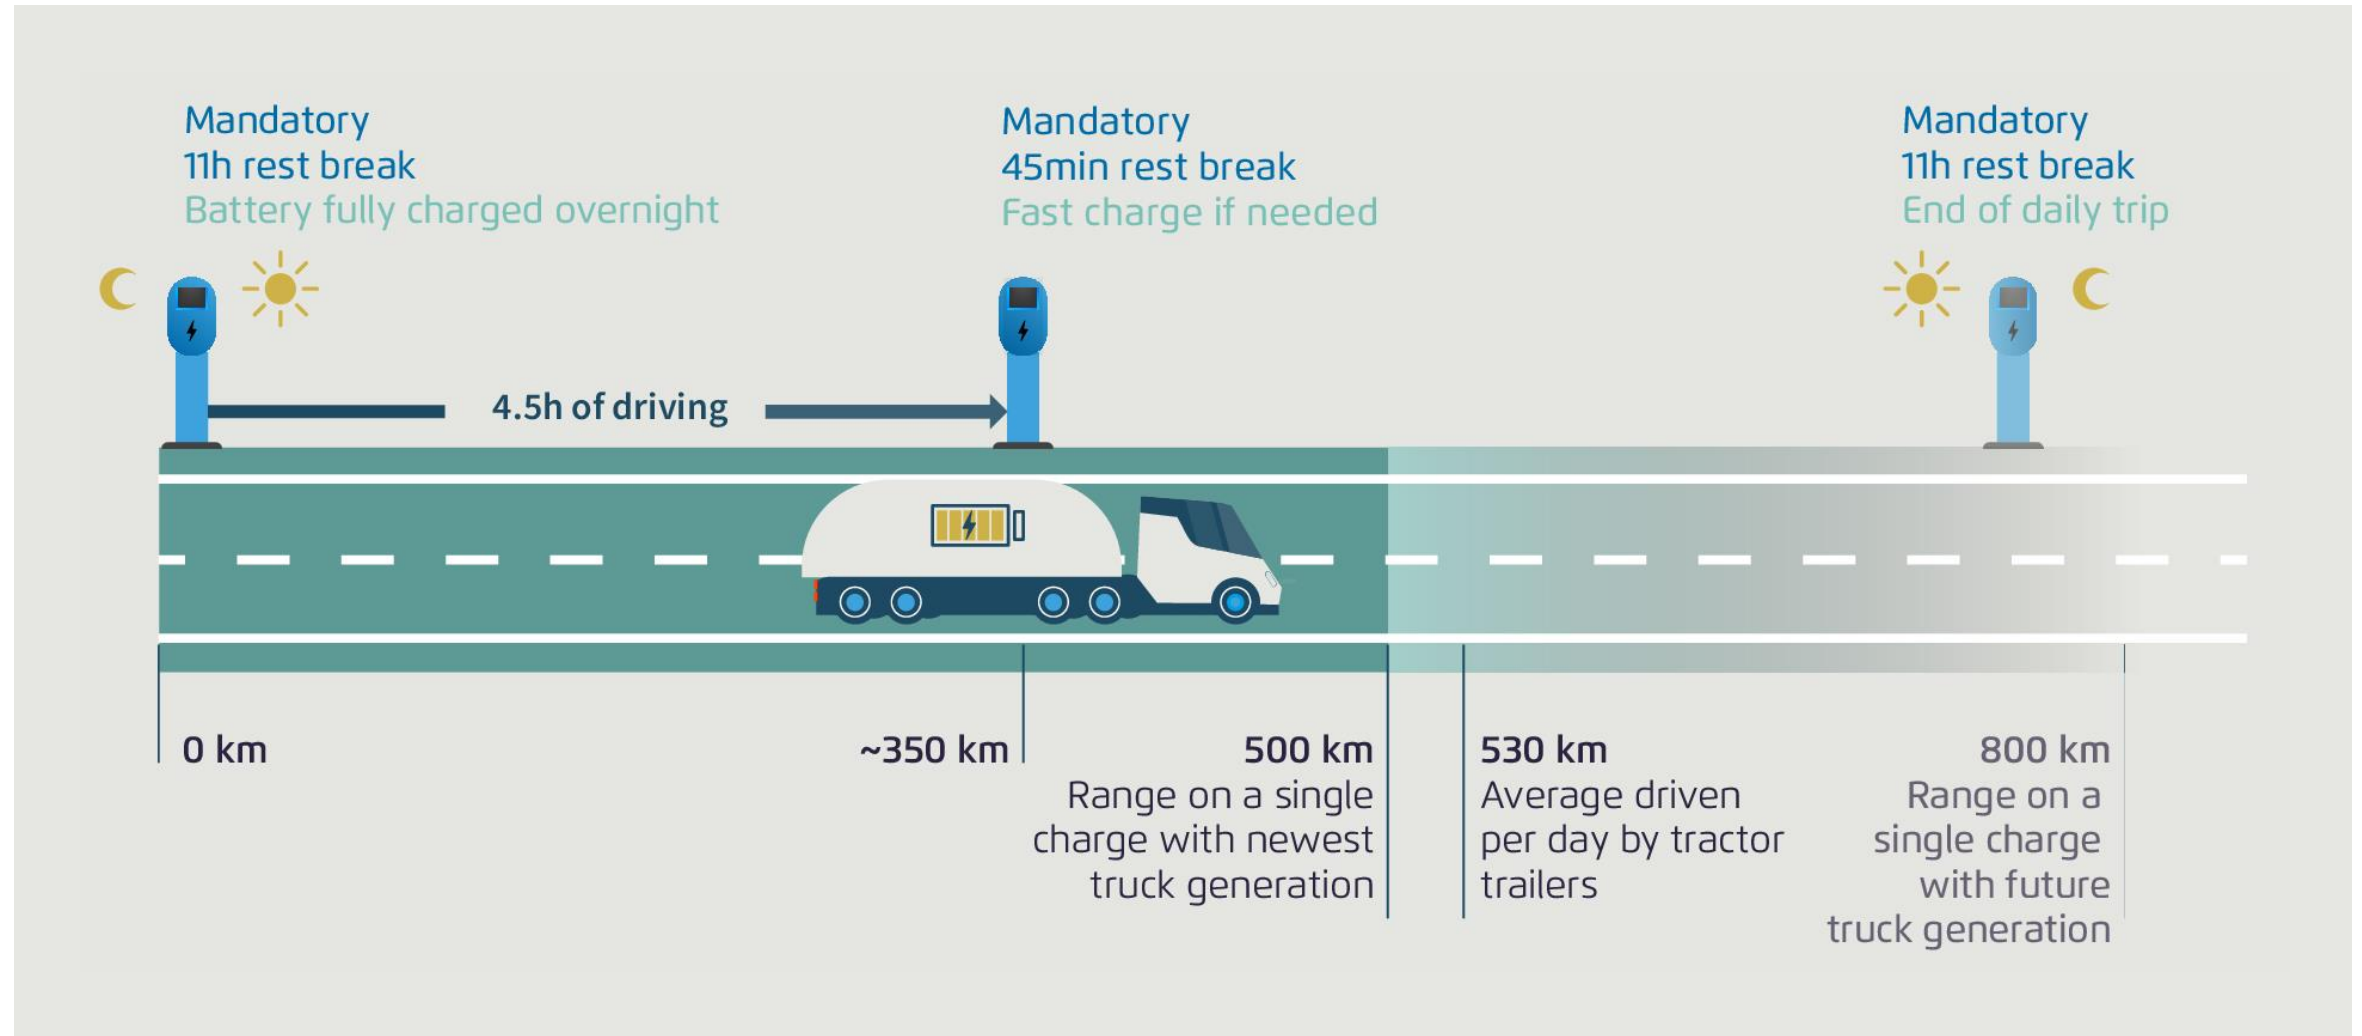 Mandatory
11h rest break
Battery fully charged overnight
Mandatory
45min rest break
Fast charge if needed
Mandatory
11h rest break
End of daily trip
4.5h of driving
0 km
~350 km
500 km
Range on a single
charge with newest
truck generation
530 km
Average driven
per day by tractor
trailers
800 km
Range on a
single charge
with future
truck generation